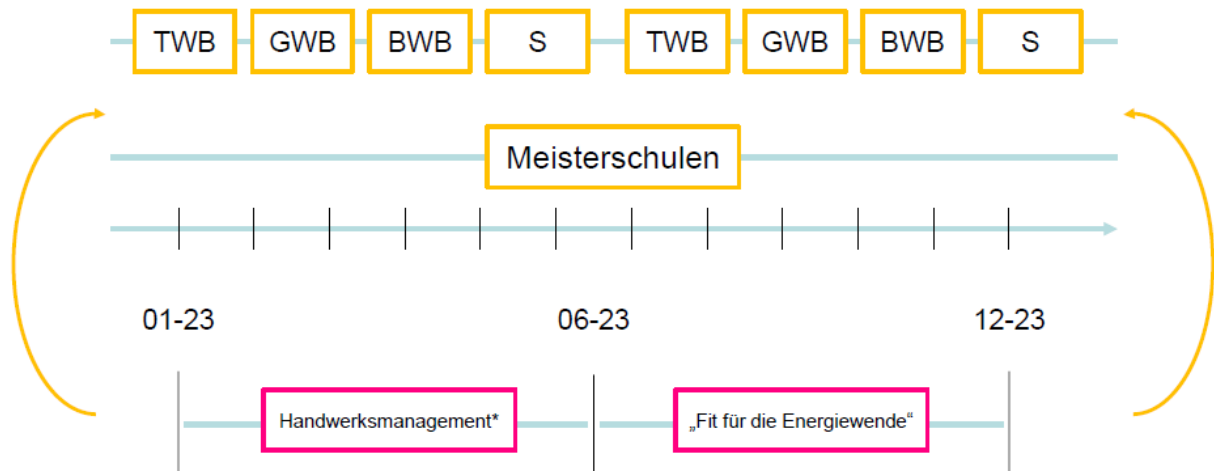 TWB GWB BWB S TWB GWB BWB S
Meisterschulen
01-23 06-23 12-23
Handwerksmanagement* „Fit für die Energiewende“